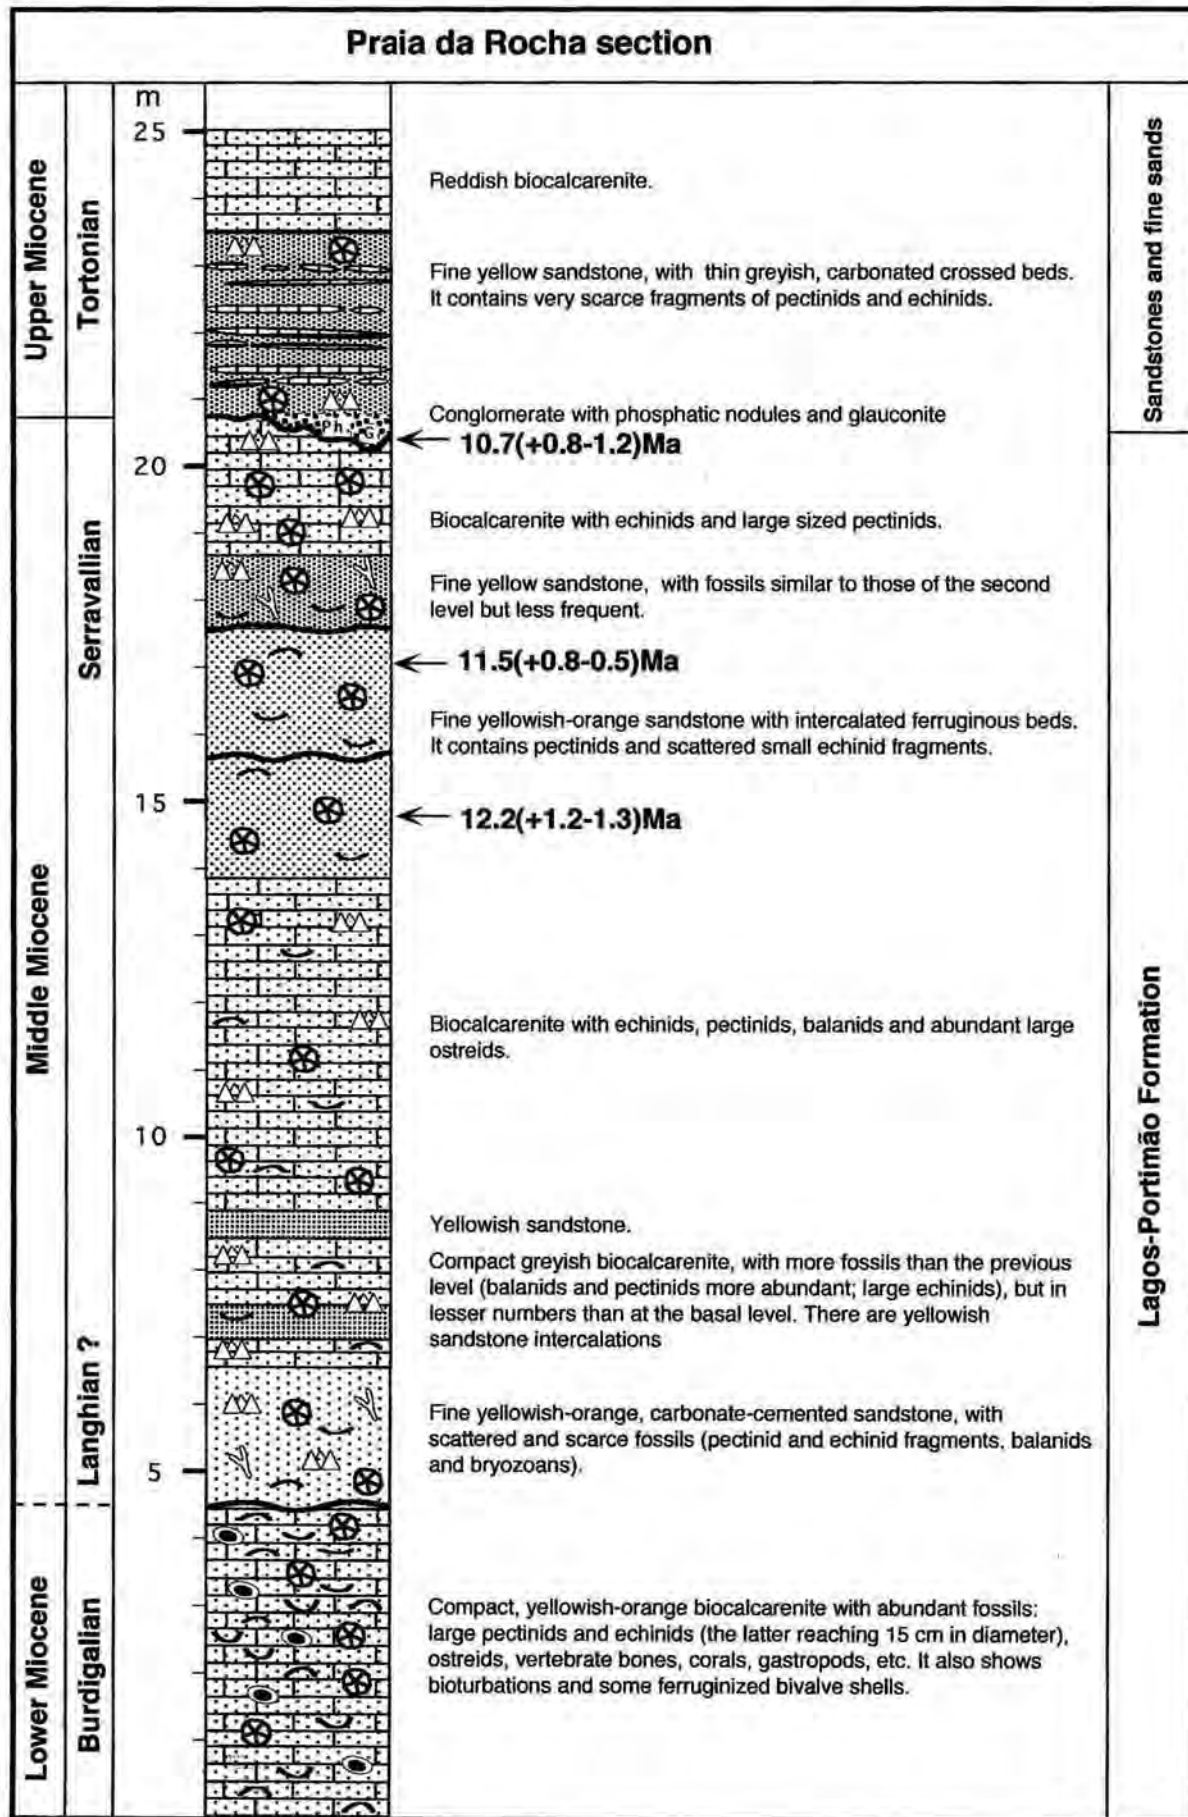 Praia da Rocha section
Upper Miocene
Tortonian
m
25
Reddish biocalcarenite.
Fine yellow sandstone, with thin greyish, carbonated crossed beds.
It contains very scarce fragments of pectinids and echinids.
Sandstones and fine sands
Conglomerate with phosphatic nodules and glauconite
Ph
G
10.7(+0.8-1.2)Ma
20
Middle Miocene
Serravallian
Biocalcarenite with echinids and large sized pectinids.
Fine yellow sandstone, with fossils similar to those of the second
level but less frequent.
11.5(+0.8-0.5)Ma
Fine yellowish-orange sandstone with intercalated ferruginous beds.
It contains pectinids and scattered small echinid fragments.
15
12.2(+1.2-1.3)Ma
Biocalcarenite with echinids, pectinids, balanids and abundant large
ostreids.
10
Lagos-Portimão Formation
Yellowish sandstone.
Compact greyish biocalcarenite, with more fossils than the previous
level (balanids and pectinids more abundant; large echinids), but in
lesser numbers than at the basal level. There are yellowish
sandstone intercalations
Langhian ?
Fine yellowish-orange, carbonate-cemented sandstone, with
scattered and scarce fossils (pectinid and echinid fragments, balanids
and bryozoans).
5
Lower Miocene
Burdigalian
Compact, yellowish-orange biocalcarenite with abundant fossils:
large pectinids and echinids (the latter reaching 15 cm in diameter),
ostreids, vertebrate bones, corals, gastropods, etc. It also shows
bioturbations and some ferruginized bivalve shells.